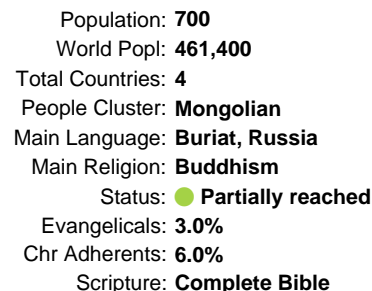 Population: 700
World Popl: 461,400
Total Countries: 4
People Cluster: Mongolian
Main Language: Buriat, Russia
Main Religion: Buddhism
Status: Partially reached
Evangelicals: 3.0%
Chr Adherents: 6.0%
Scripture: Complete Bible